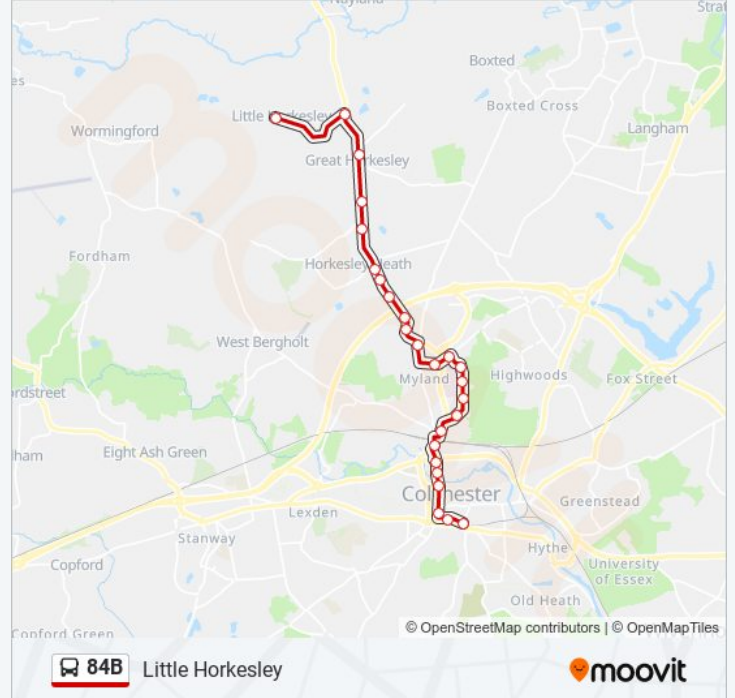 Nayland
Strat
Boxted
es
Little Horkesley
Boxted Cross
Wormingford
Langham
Great Horkesley
Fordham
Horkesley Heath
West Bergholt
Myland
Highwoods
Fox Street
ordstreet
ham
Eight Ash Green
Colchester
Greenstead
Lexden
Stanway
Hythe
Copford
University
of Essex
Old Heath
Copford Green
© OpenStreetMap contributors | © OpenMapTiles
84B Little Horkesley
moovit